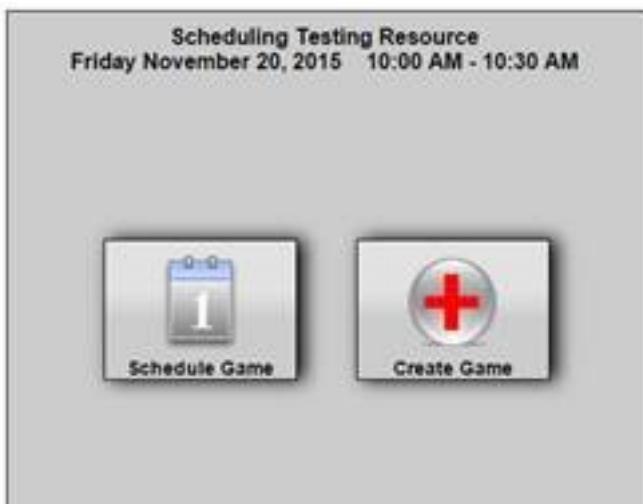 Scheduling Testing Resource
Friday November 20, 2015    10:00 AM - 10:30 AM
1
Schedule Game
Create Game